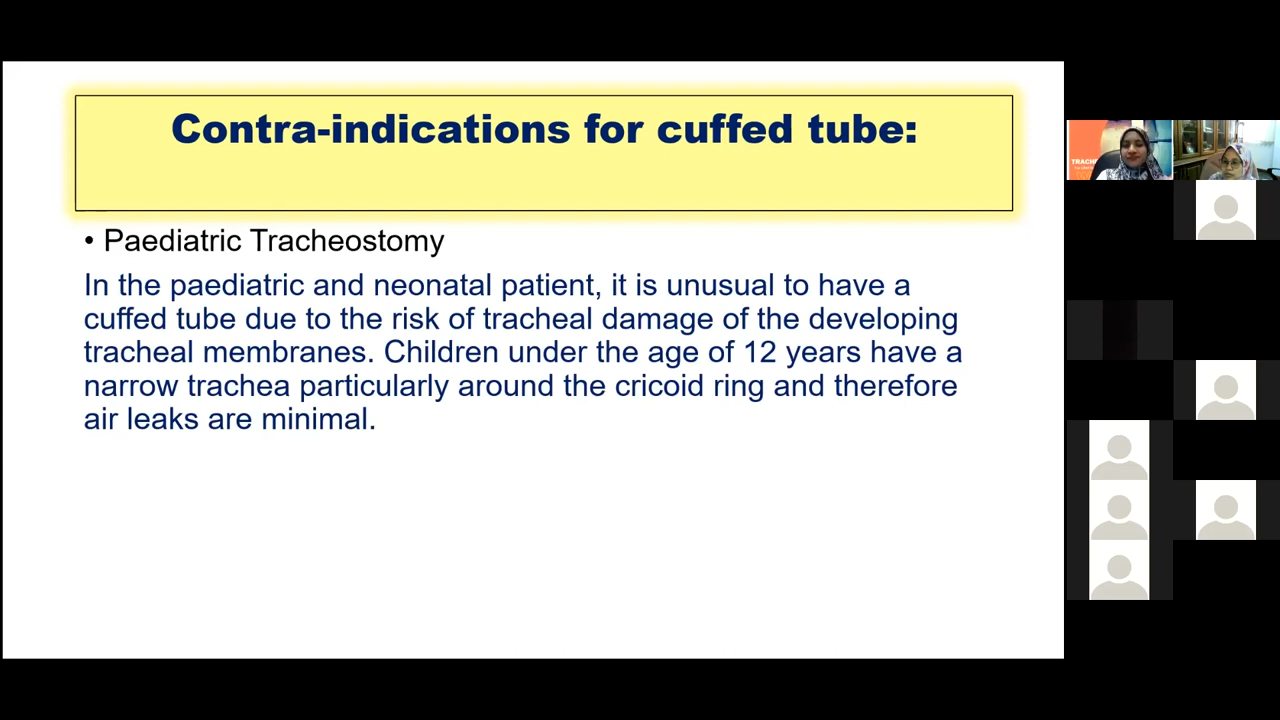 Contra-indications for cuffed tube:
• Paediatric Tracheostomy
In the paediatric and neonatal patient, it is unusual to have a
cuffed tube due to the risk of tracheal damage of the developing
tracheal membranes. Children under the age of 12 years have a
narrow trachea particularly around the cricoid ring and therefore
air leaks are minimal.